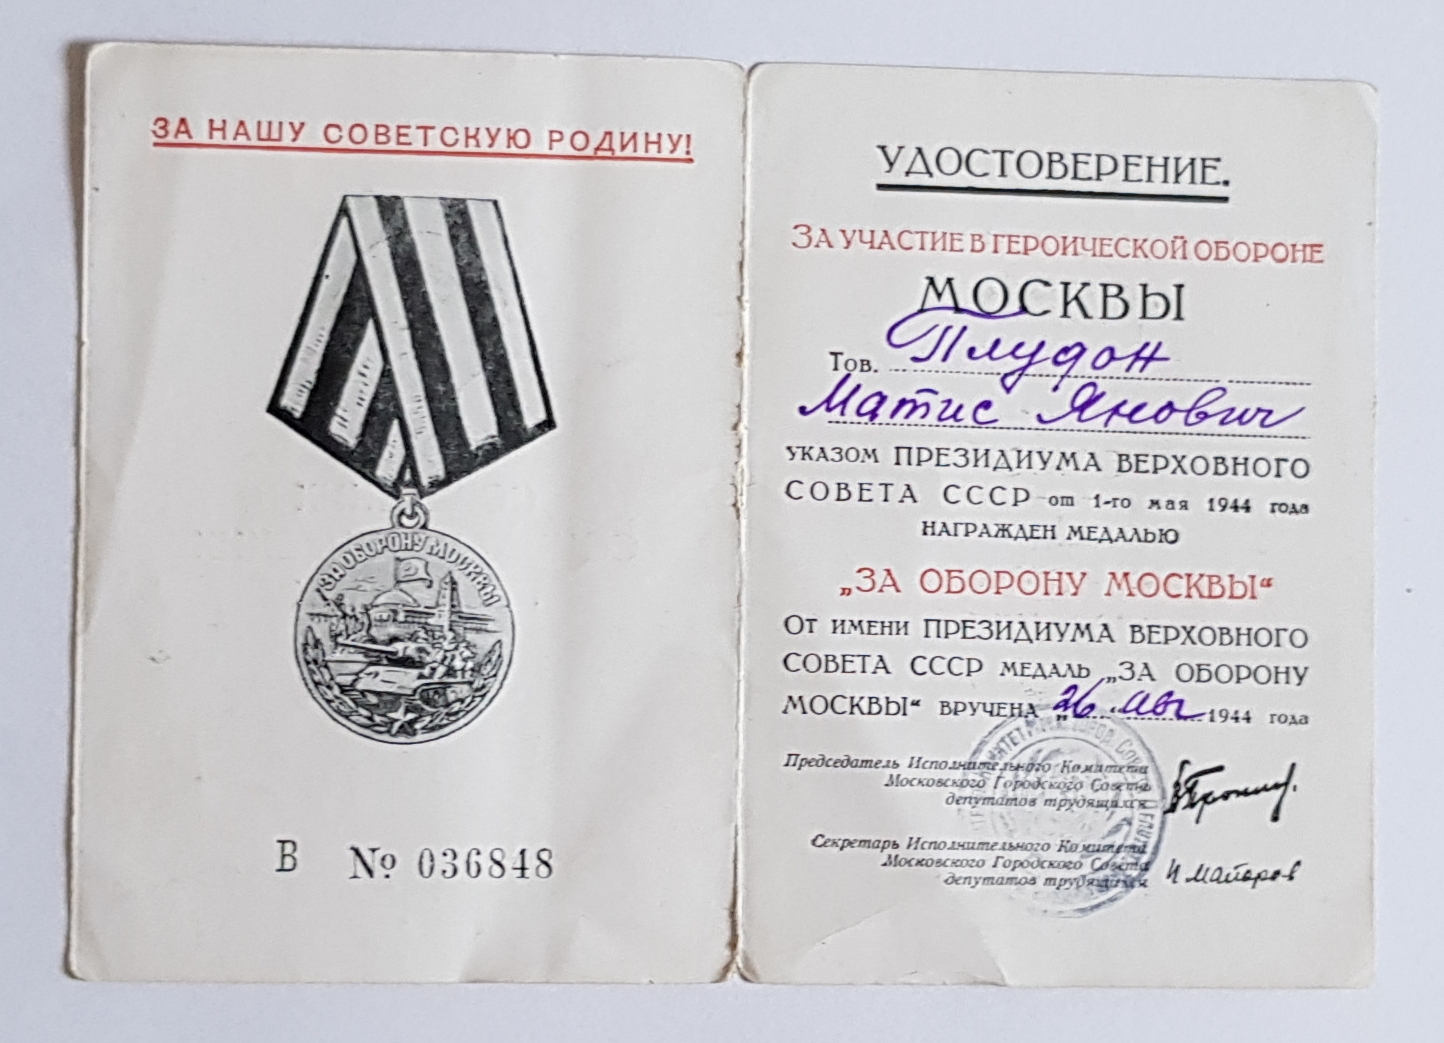 ЗА НАШУ СОВЕТСКУЮ РОДИНУ!
ЗА ОБОРОНУ МОСКВЫ
В № 036848
УДОСТОВЕРЕНИЕ.
ЗА УЧАСТИЕ В ГЕРОИЧЕСКОЙ ОБОРОНЕ
МОСКВЫ
Тов. Плудон
Матис Янович
УКАЗОМ ПРЕЗИДИУМА ВЕРХОВНОГО
СОВЕТА СССР от 1-го мая 1944 года
НАГРАЖДЕН МЕДАЛЬЮ
„ЗА ОБОРОНУ МОСКВЫ“
ОТ ИМЕНИ ПРЕЗИДИУМА ВЕРХОВНОГО
СОВЕТА СССР МЕДАЛЬ „ЗА ОБОРОНУ
МОСКВЫ“ ВРУЧЕНА „26 “ авг 1944 года
Председатель Исполнительного Комитета
Московского Городского Совета
депутатов трудящихся
Секретарь Исполнительного Комитета
Московского Городского Совета
депутатов трудящихся
П Майоров